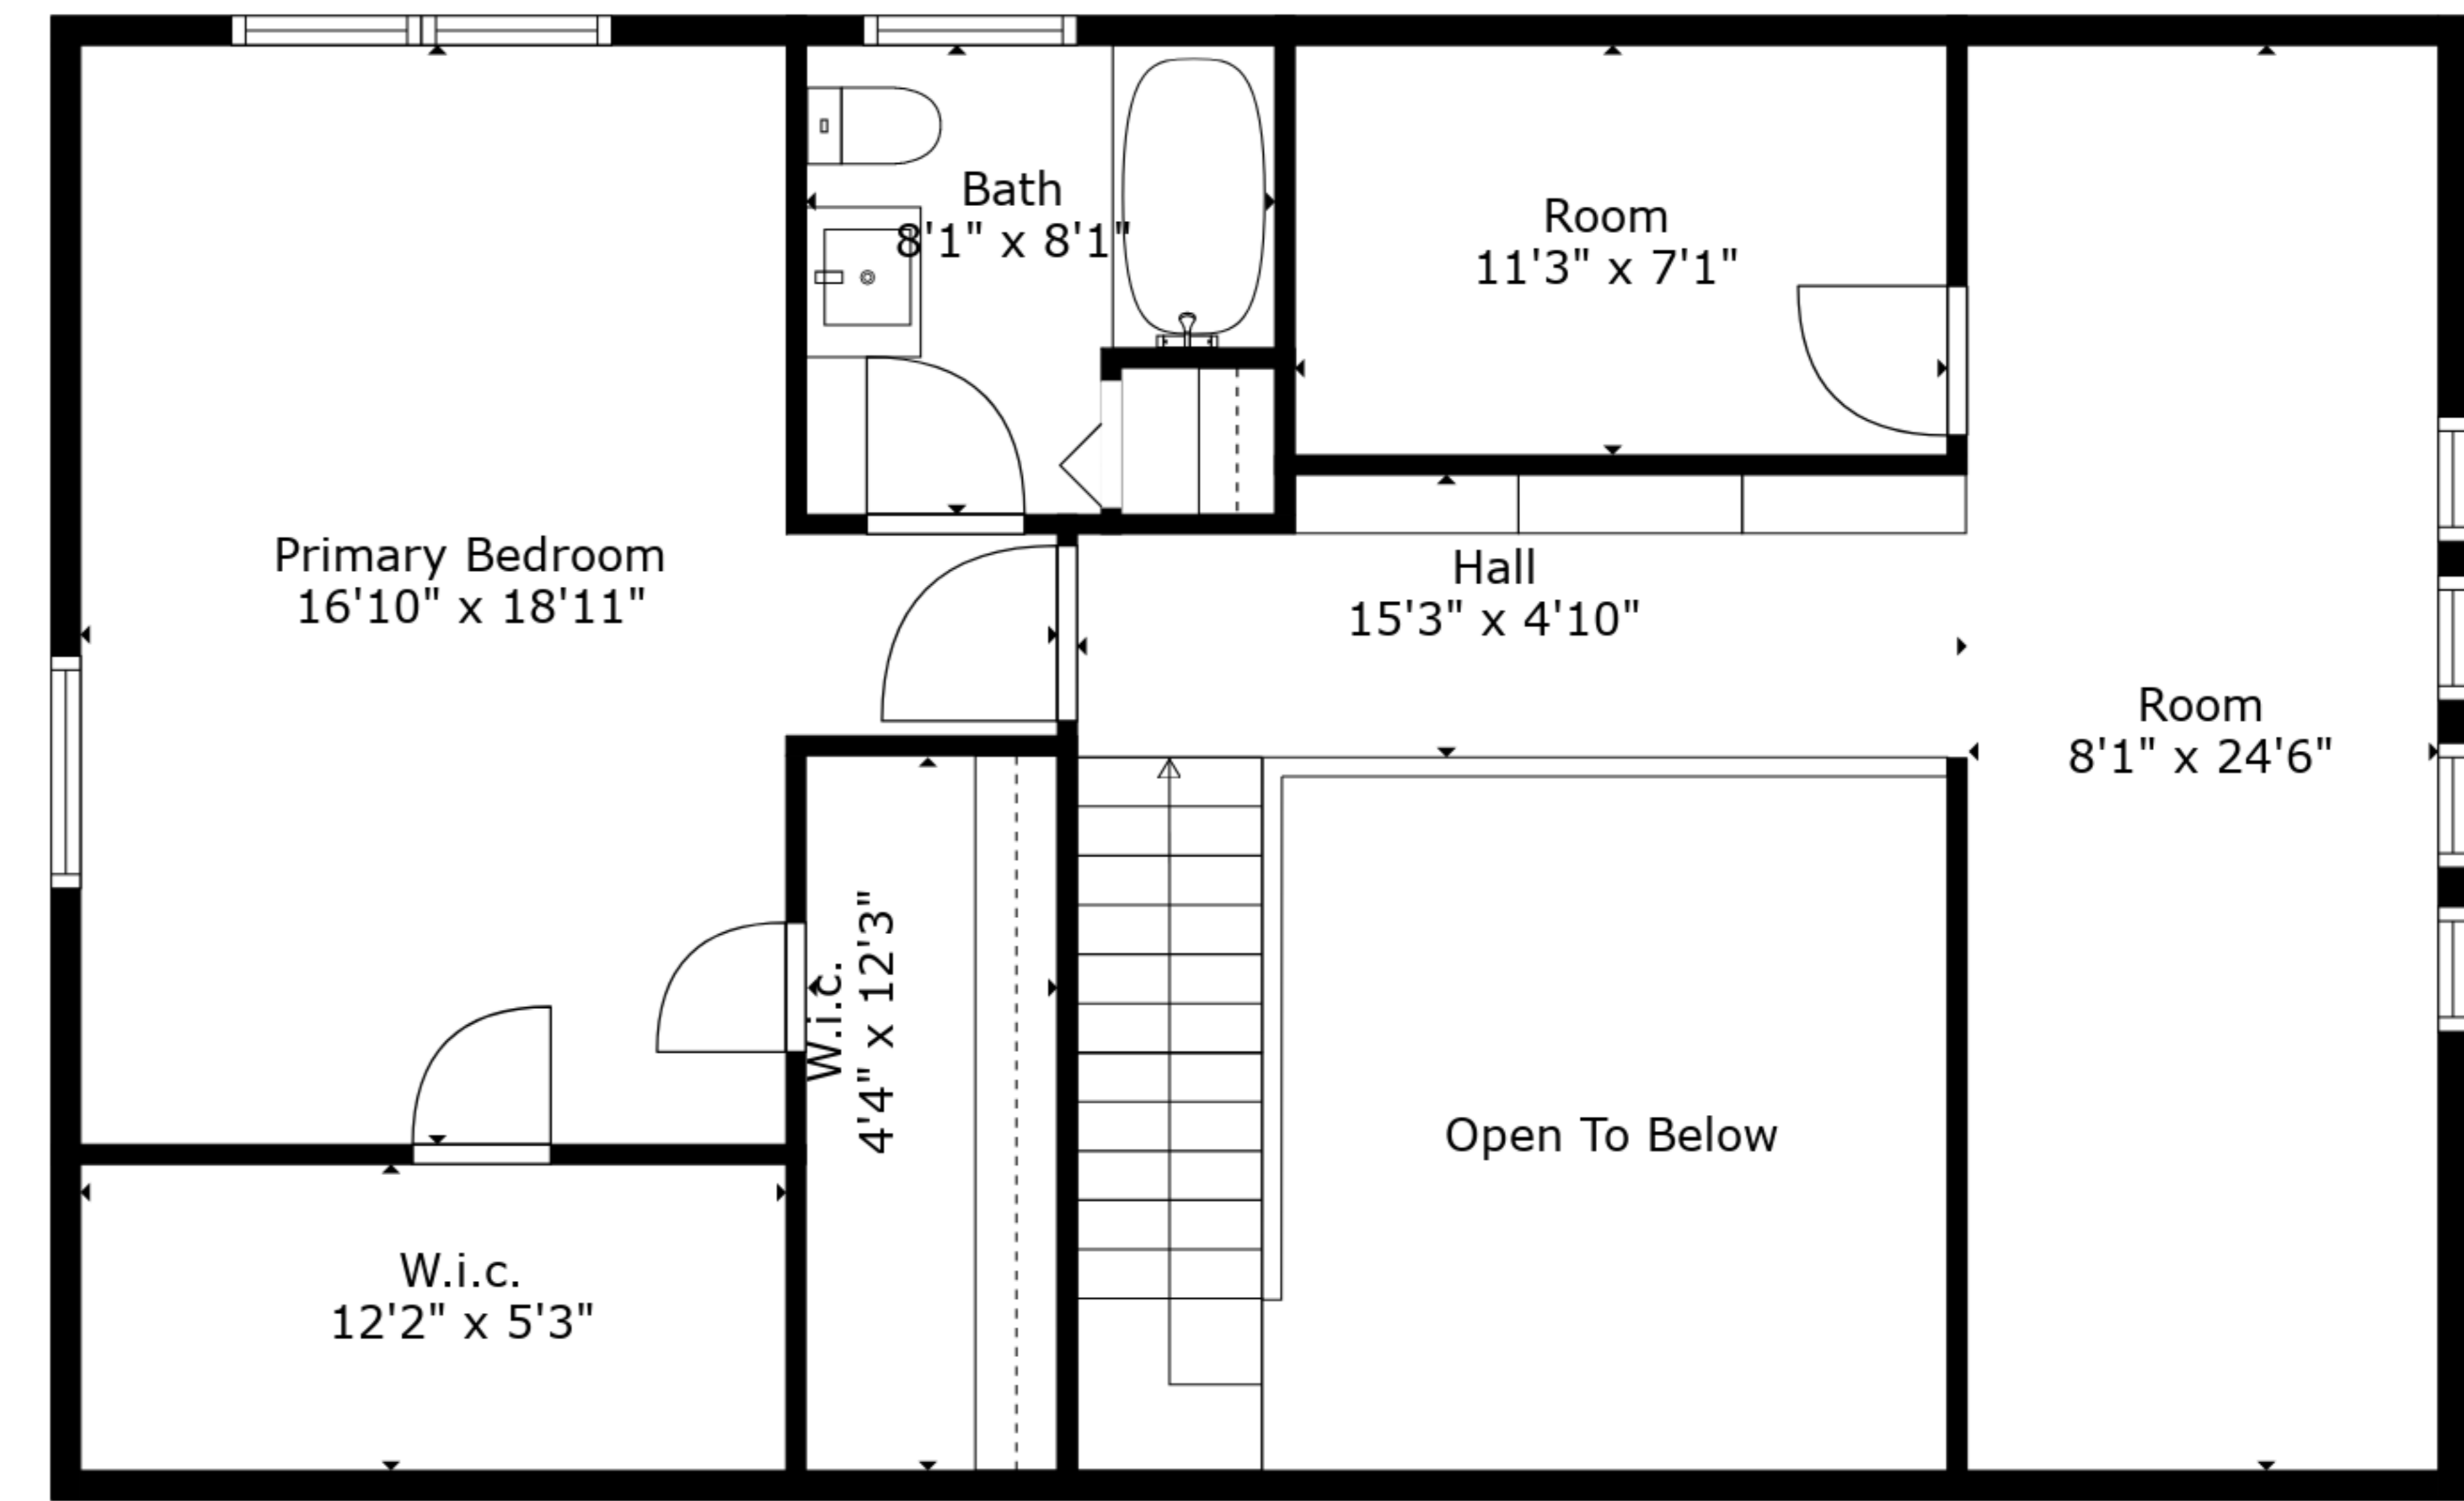 Bath
8'1" x 8'1"
Room
11'3" x 7'1"
Primary Bedroom
16'10" x 18'11"
Hall
15'3" x 4'10"
Room
8'1" x 24'6"
W.i.c.
4'4" x 12'3"
Open To Below
W.i.c.
12'2" x 5'3"